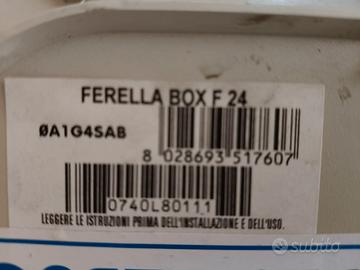 FERELLA BOX F 24
ØA1G4SAB
8 028693 517607
0740L80111
LEGGERE LE ISTRUZIONI PRIMA DELL'INSTALLAZIONE E DELL'USO.
subito